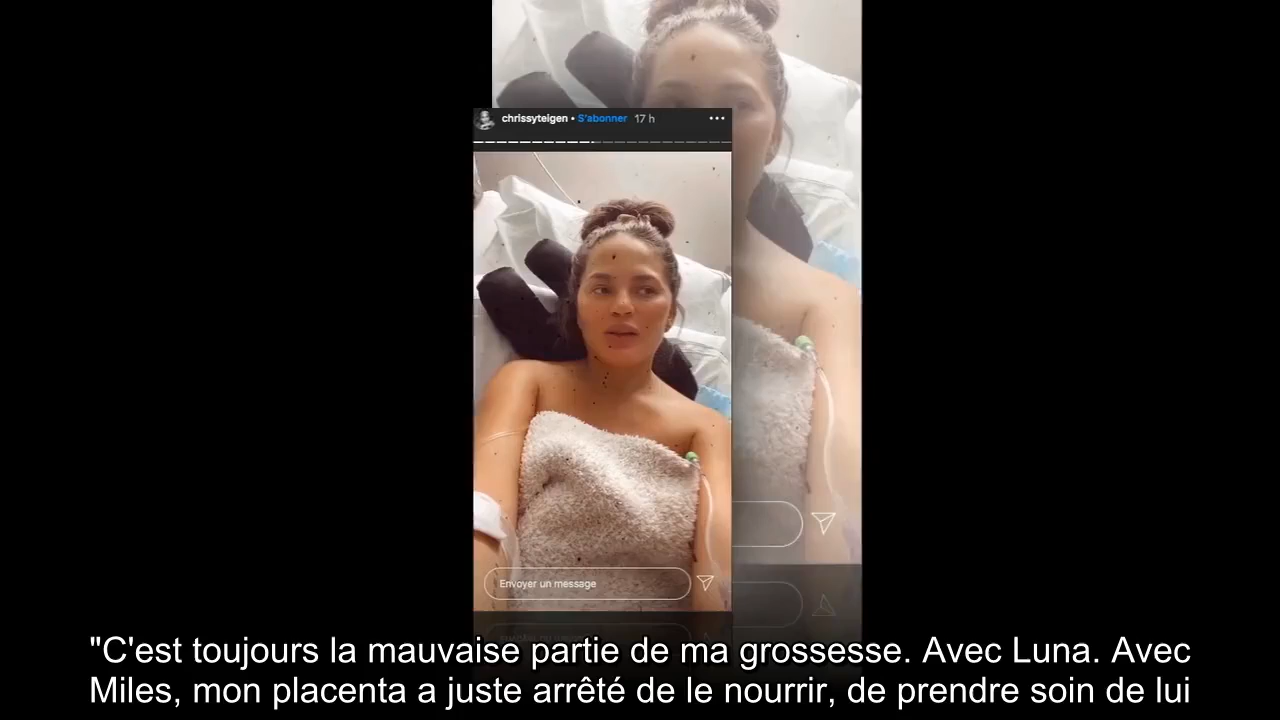 chrissyteigen • S'abonner 17 h
Envoyer un message
"C'est toujours la mauvaise partie de ma grossesse. Avec Luna. Avec
Miles, mon placenta a juste arrêté de le nourrir, de prendre soin de lui